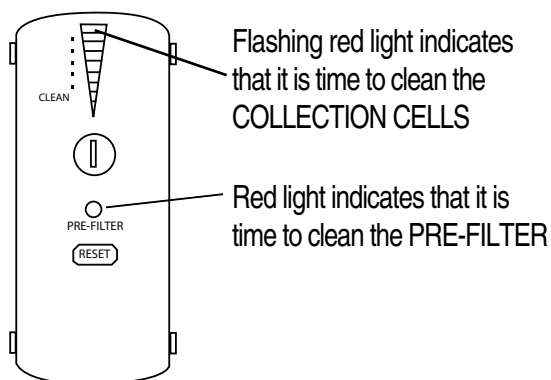 Flashing red light indicates
that it is time to clean the
COLLECTION CELLS
CLEAN
Red light indicates that it is
time to clean the PRE-FILTER
PRE-FILTER
RESET